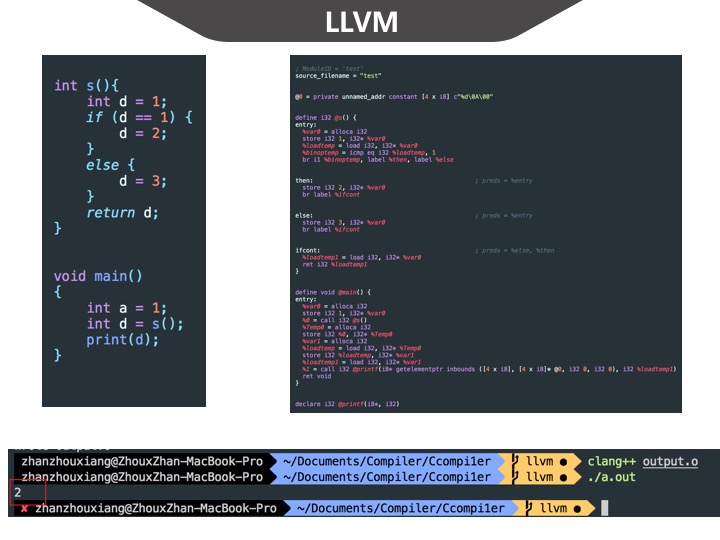 LLVM
int s(){
int d = 1;
if (d == 1) {
d = 2;
}
else {
d = 3;
}
return d;
}
void main()
{
int a = 1;
int d = s();
print(d);
}
; ModuleID = 'test'
source_filename = "test"
@0 = private unnamed_addr constant [4 x i8] c"%d\0A\00"
define i32 @s() {
entry:
%var0 = alloca i32
store i32 1, i32* %var0
%loadtemp = load i32, i32* %var0
%binoptemp = icmp eq i32 %loadtemp, 1
br i1 %binoptemp, label %then, label %else
then: ; preds = %entry
store i32 2, i32* %var0
br label %ifcont
else: ; preds = %entry
store i32 3, i32* %var0
br label %ifcont
ifcont: ; preds = %else, %then
%loadtemp1 = load i32, i32* %var0
ret i32 %loadtemp1
}
define void @main() {
entry:
%var0 = alloca i32
store i32 1, i32* %var0
%0 = call i32 @s()
%Temp0 = alloca i32
store i32 %0, i32* %Temp0
%var1 = alloca i32
%loadtemp = load i32, i32* %Temp0
store i32 %loadtemp, i32* %var1
%loadtemp1 = load i32, i32* %var1
%1 = call i32 @printf(i8* getelementptr inbounds ([4 x i8], [4 x i8]* @0, i32 0, i32 0), i32 %loadtemp1)
ret void
}
declare i32 @printf(i8*, i32)
zhanzhouxiang@ZhouxZhan-MacBook-Pro ~/Documents/Compiler/Ccompi1er llvm ● clang++ output.o
zhanzhouxiang@ZhouxZhan-MacBook-Pro ~/Documents/Compiler/Ccompi1er llvm ● ./a.out
2
✘ zhanzhouxiang@ZhouxZhan-MacBook-Pro ~/Documents/Compiler/Ccompi1er llvm ●